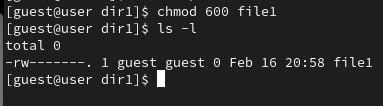 [guest@user dir1]$ chmod 600 file1
[guest@user dir1]$ ls -l
total 0
-rw-------. 1 guest guest 0 Feb 16 20:58 file1
[guest@user dir1]$